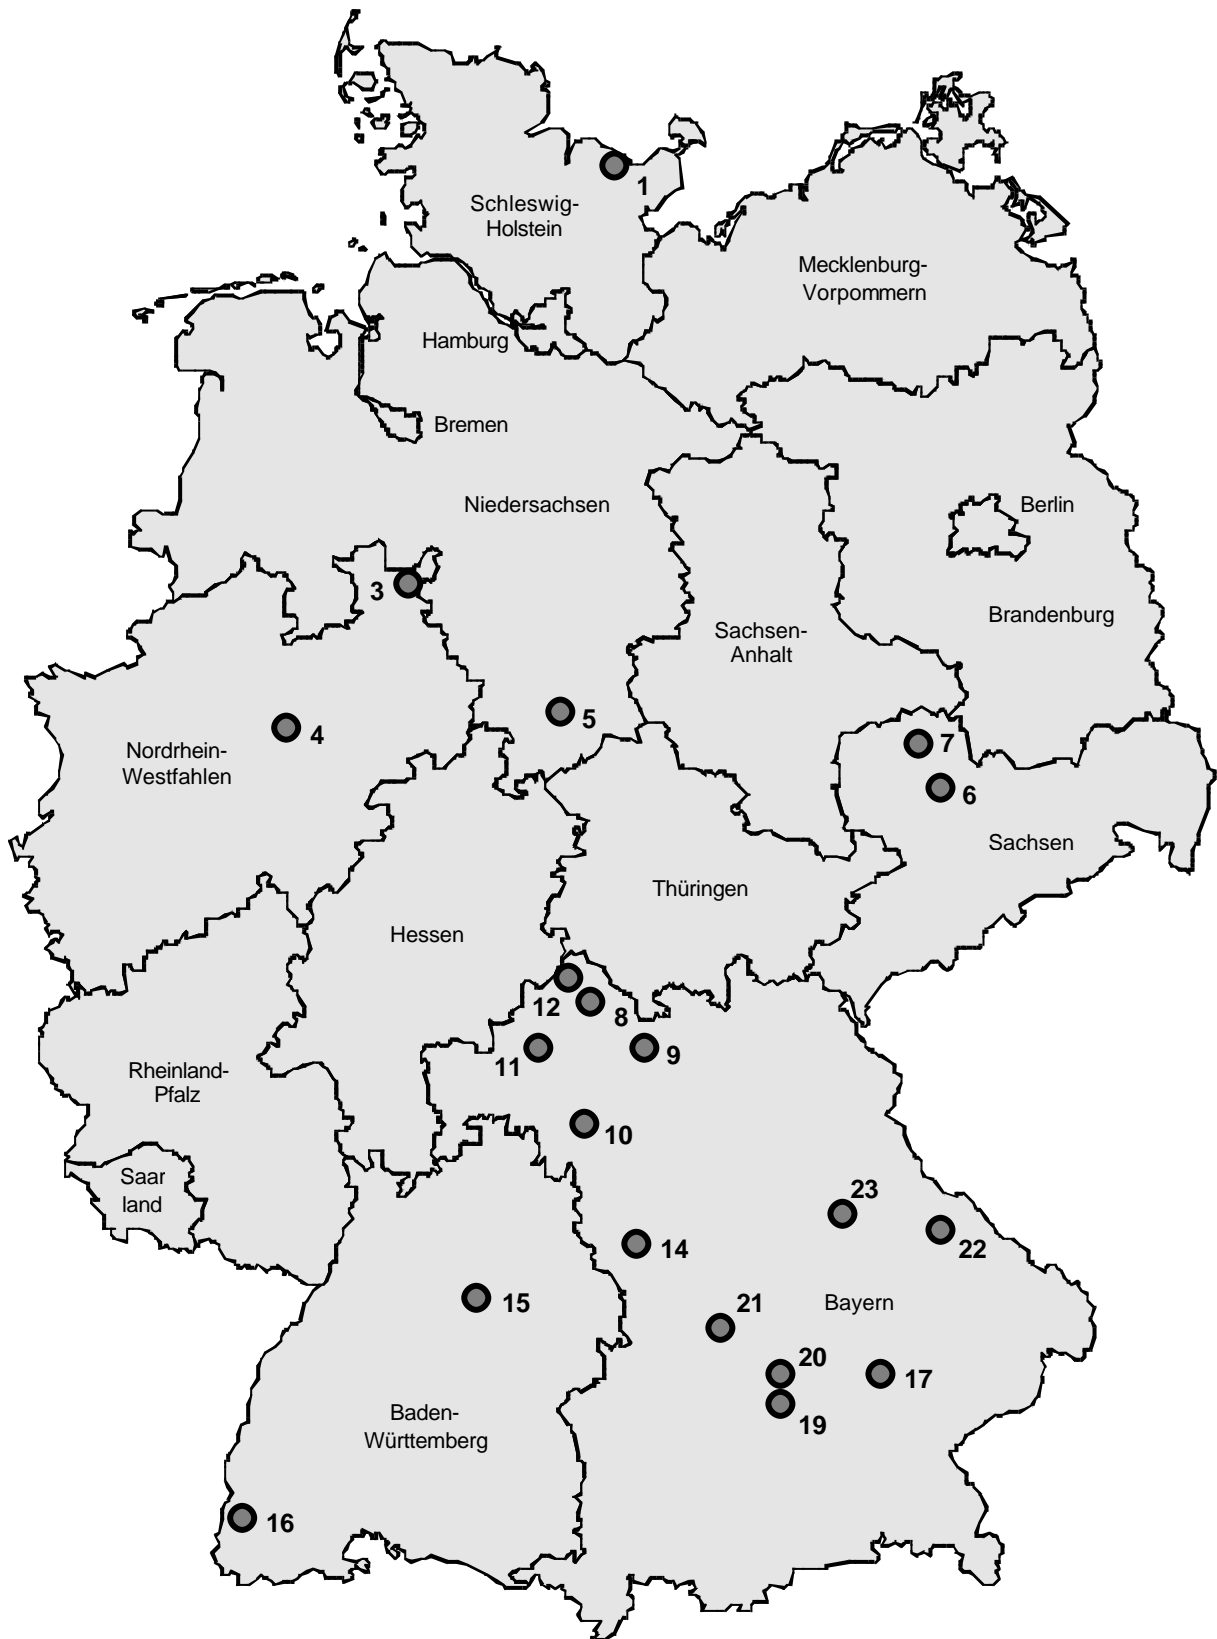 1
Schleswig-
Holstein
Mecklenburg-
Vorpommern
Hamburg
Bremen
Niedersachsen
Berlin
3
Brandenburg
Sachsen-
Anhalt
5
4
Nordrhein-
Westfahlen
7
6
Sachsen
Thüringen
Hessen
12
8
11
9
Rheinland-
Pfalz
10
Saar
land
23
22
14
15
21
Bayern
20
17
19
Baden-
Württemberg
16